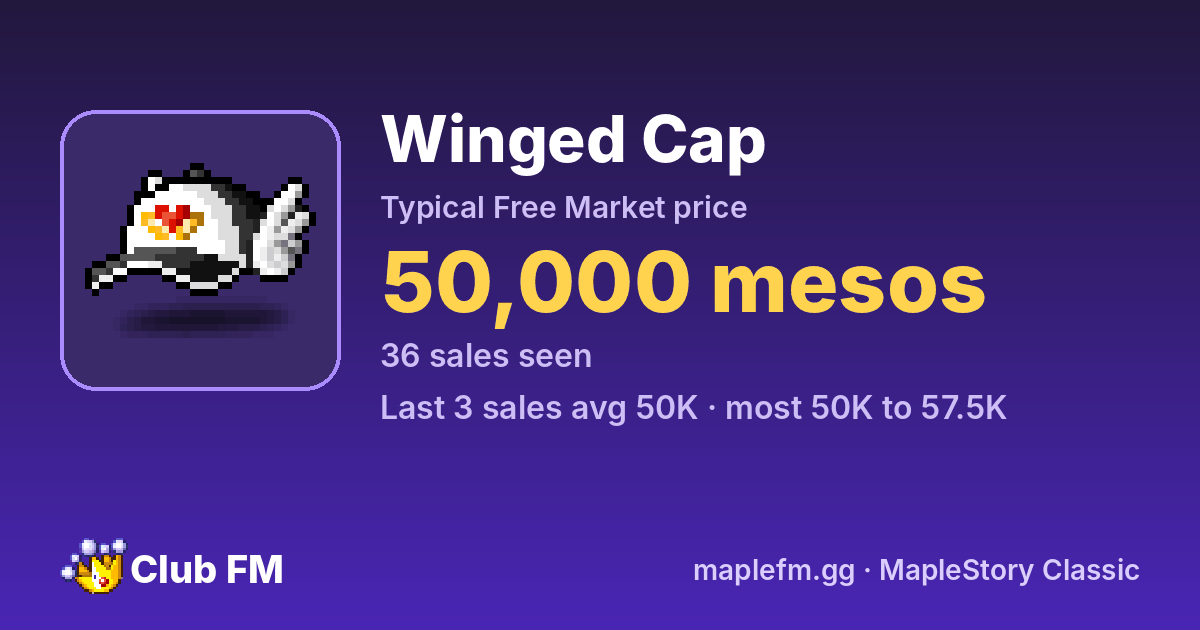 Winged Cap
Typical Free Market price
50,000 mesos
36 sales seen
Last 3 sales avg 50K · most 50K to 57.5K
Club FM
maplefm.gg · MapleStory Classic